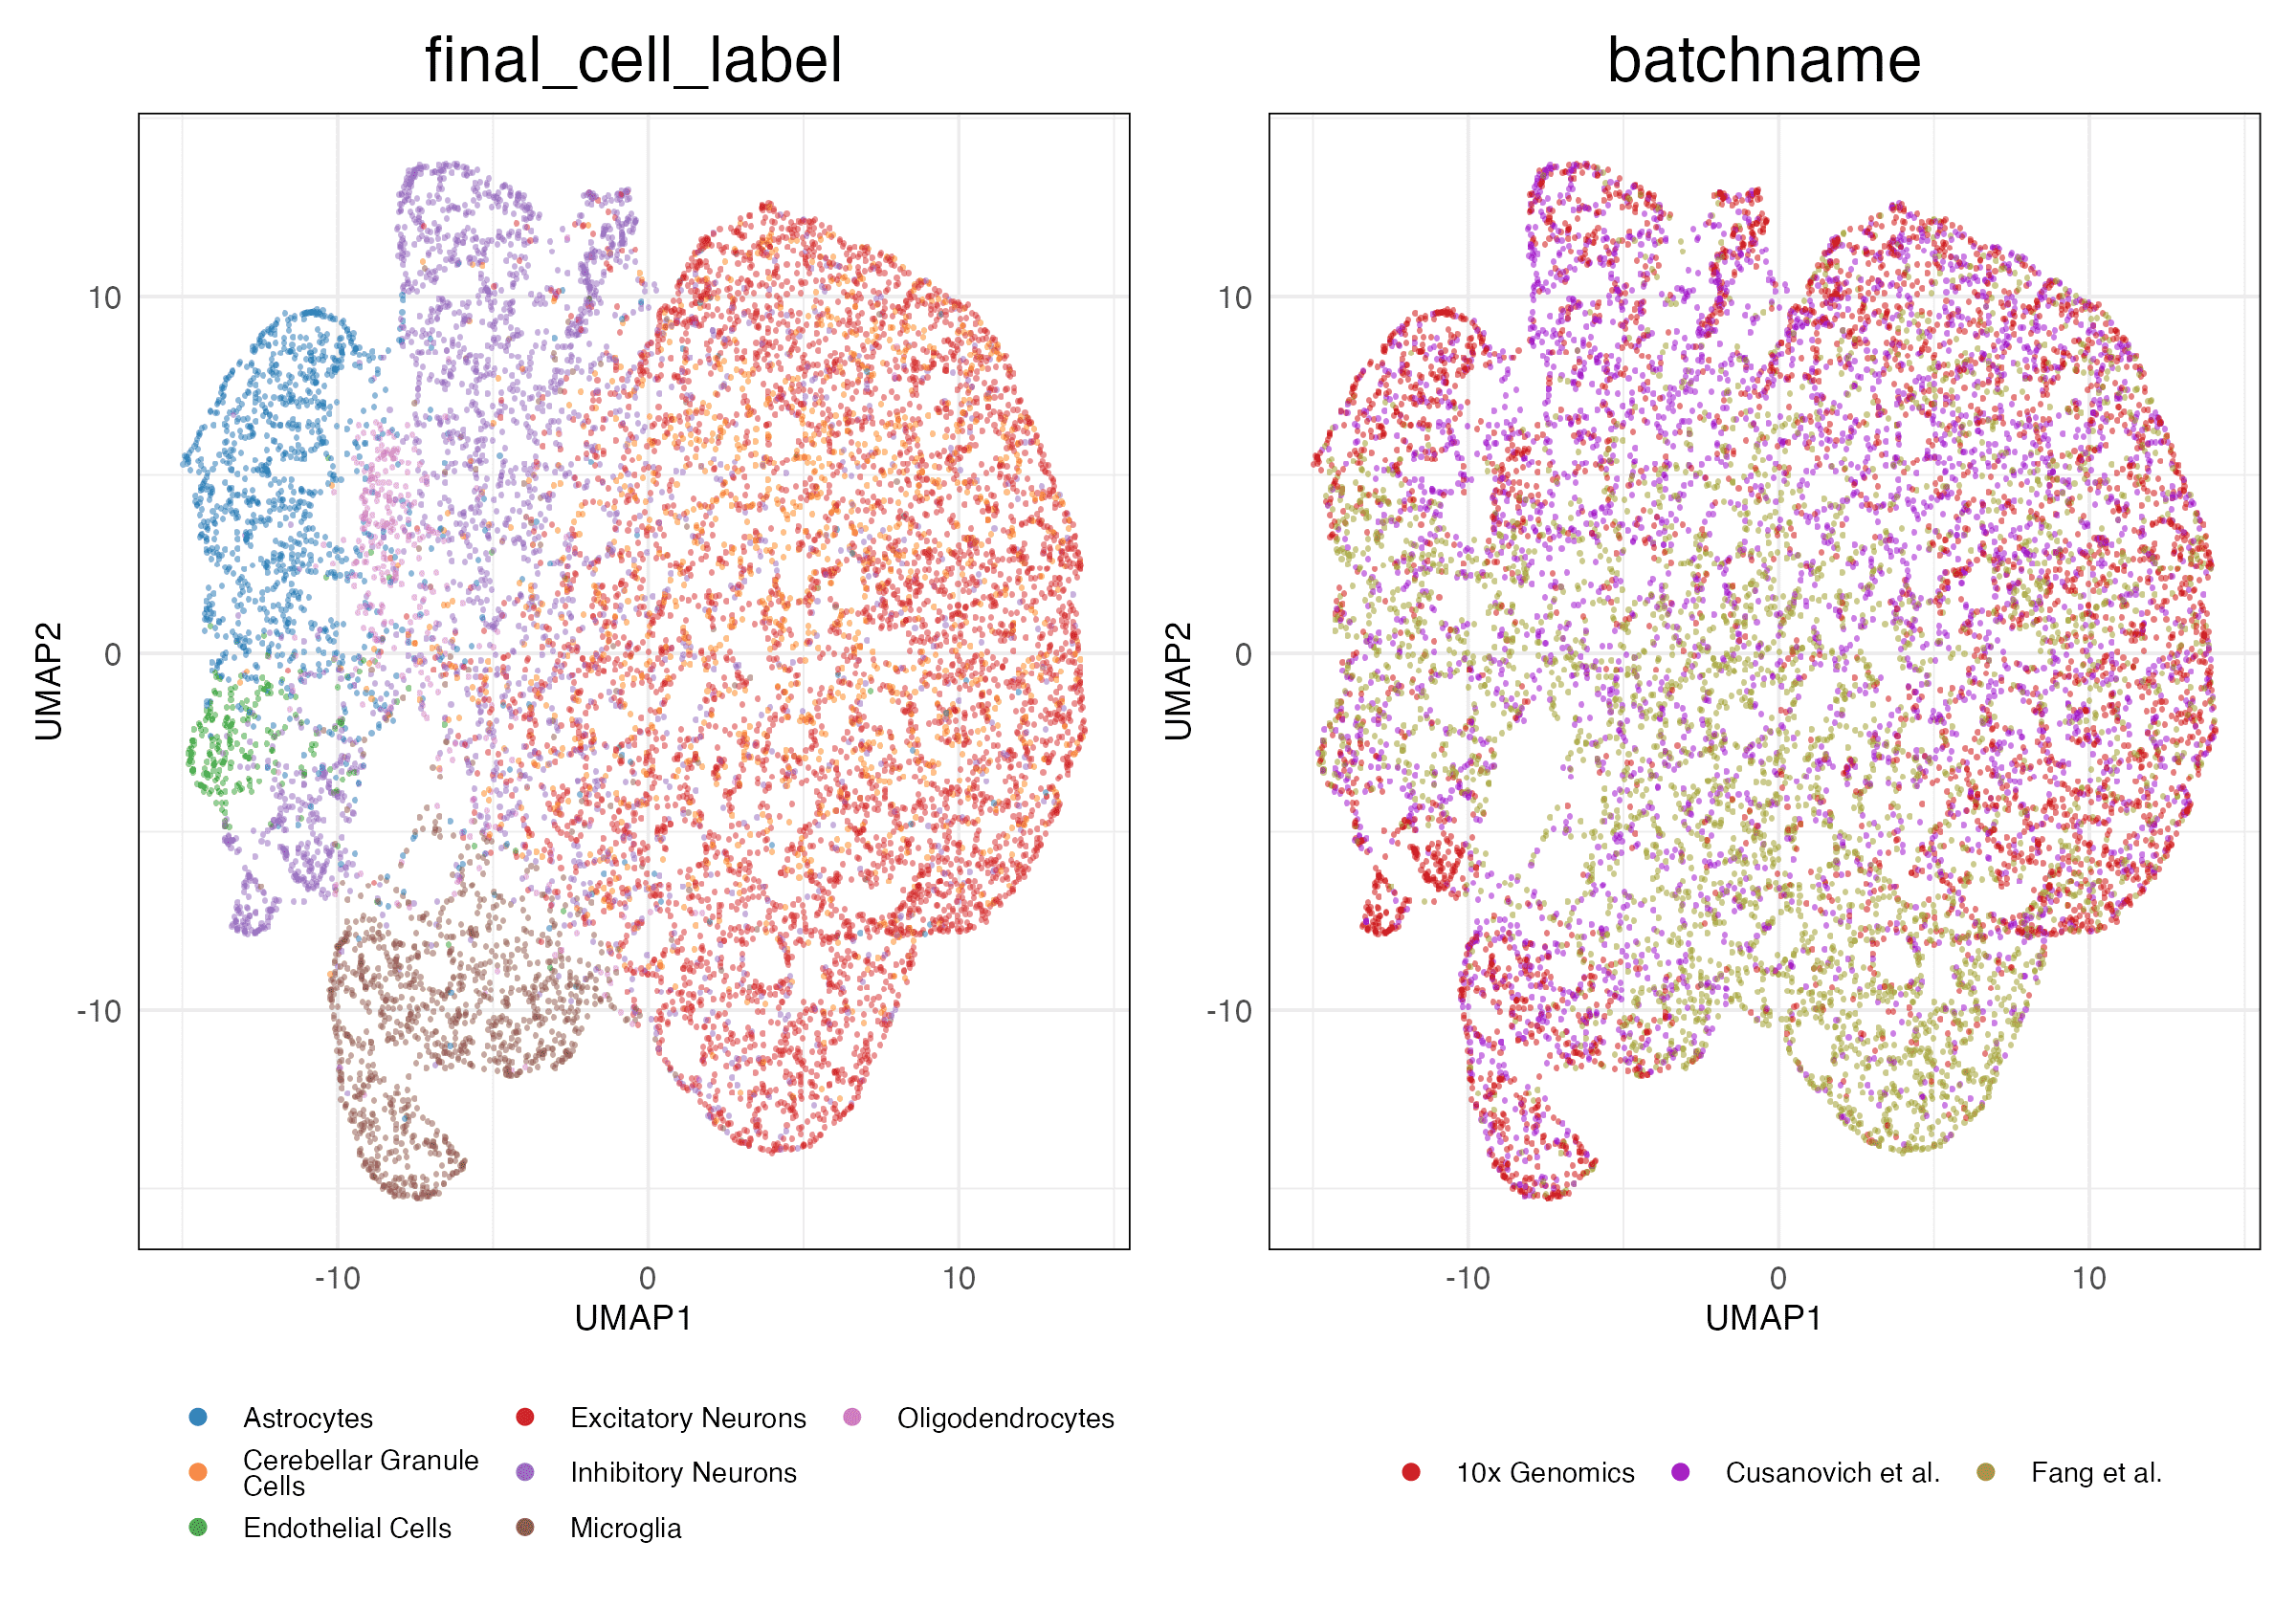 final_cell_label
batchname
10
0
-10
UMAP2
-10 0 10
UMAP1
10
0
-10
UMAP2
-10 0 10
UMAP1
Astrocytes
Cerebellar Granule
Cells
Endothelial Cells
Excitatory Neurons
Inhibitory Neurons
Microglia
Oligodendrocytes
10x Genomics
Cusanovich et al.
Fang et al.